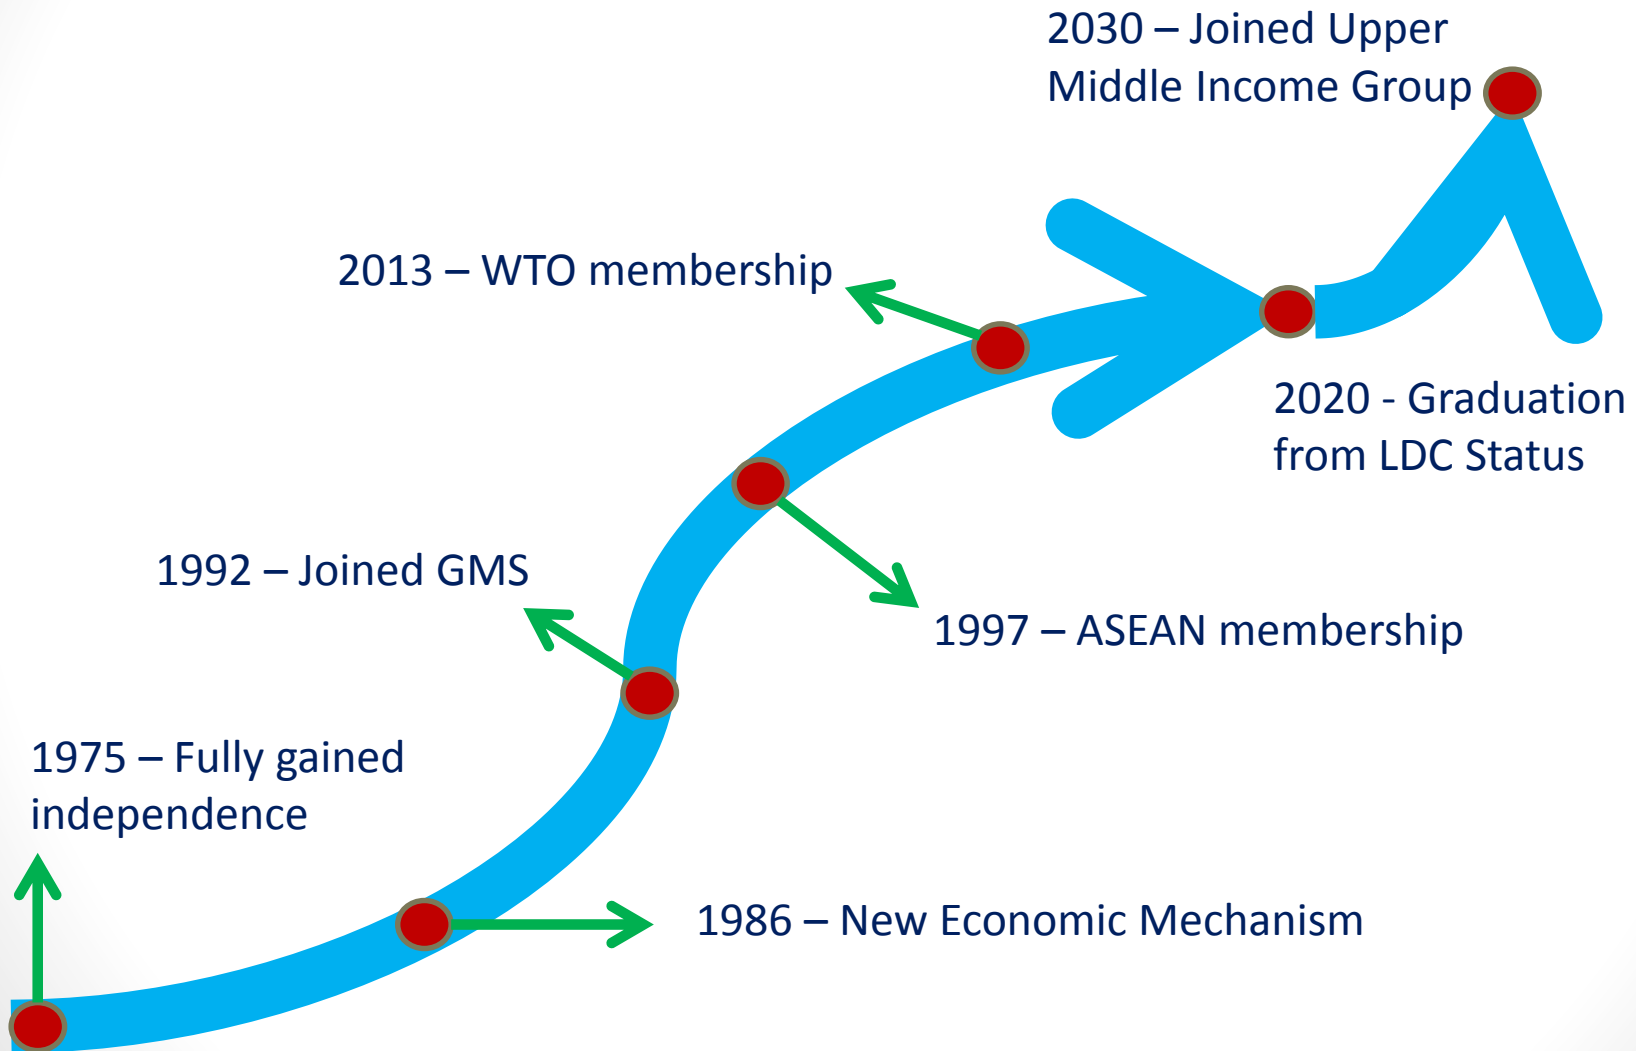 2030 – Joined Upper
Middle Income Group
2013 – WTO membership
2020 - Graduation
from LDC Status
1992 – Joined GMS
1997 – ASEAN membership
1975 – Fully gained
independence
1986 – New Economic Mechanism